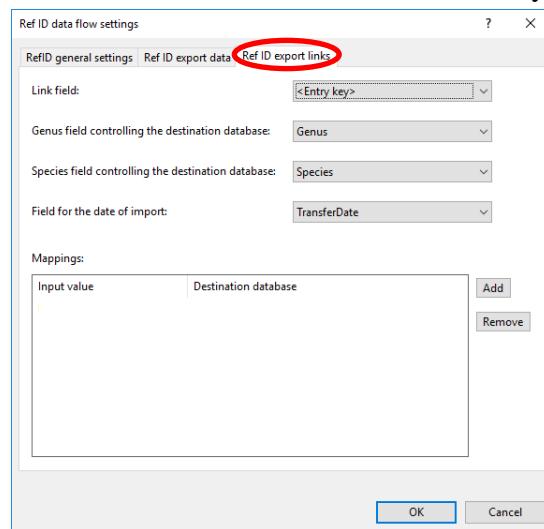 Ref ID data flow settings ? ×
RefID general settings Ref ID export data Ref ID export links
Link field: <Entry key>
Genus field controlling the destination database: Genus
Species field controlling the destination database: Species
Field for the date of import: TransferDate
Mappings:
Input value Destination database
Add
Remove
OK Cancel